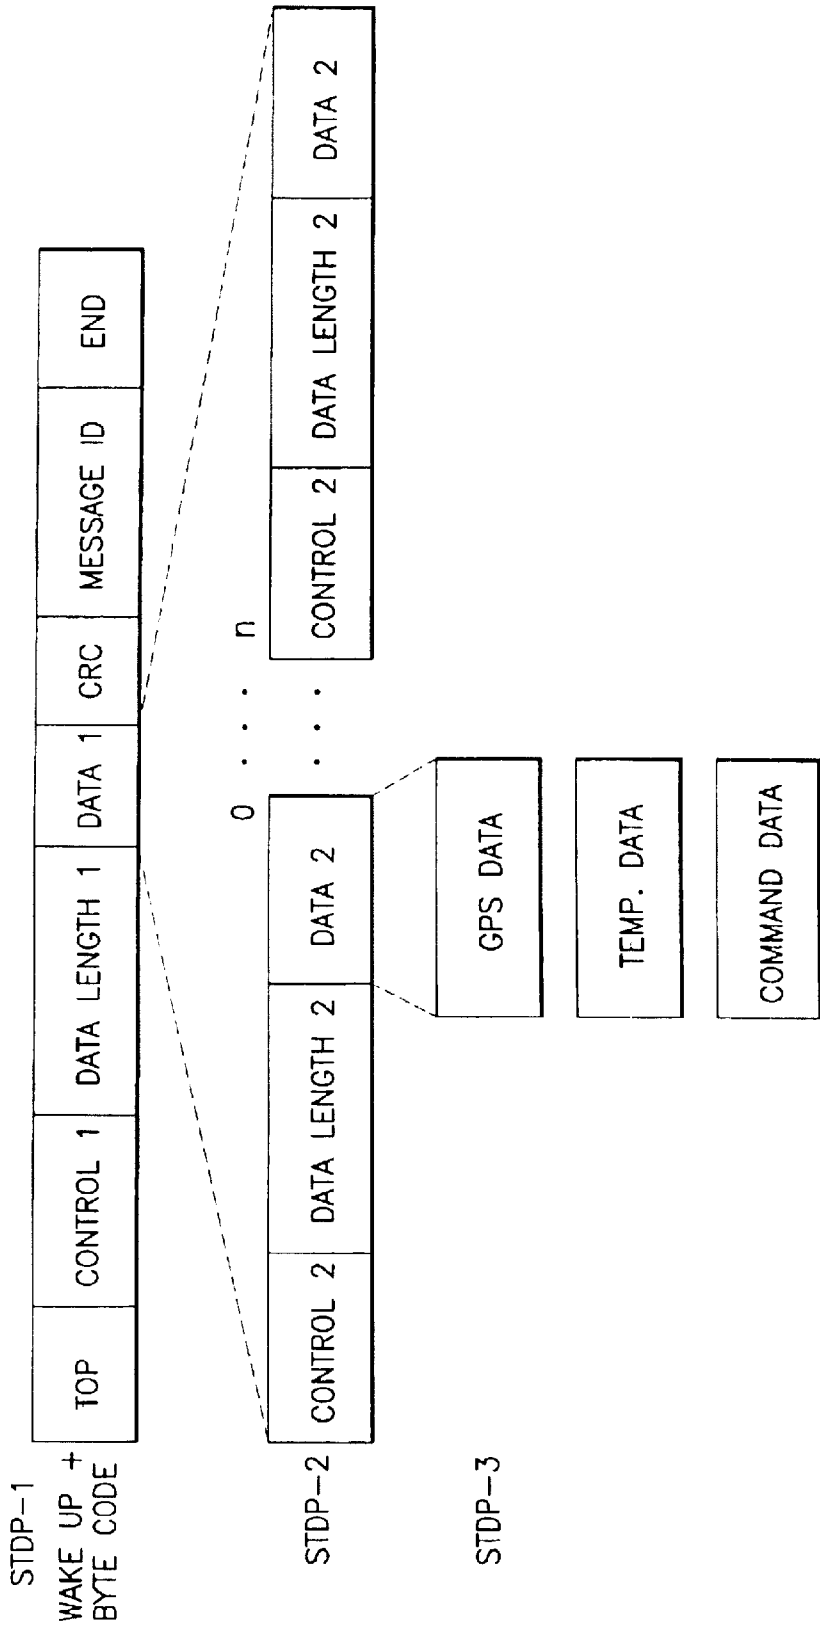 STDP-1
WAKE UP +
BYTE CODE
TOP
CONTROL 1
DATA LENGTH 1
DATA 1
CRC
MESSAGE ID
END
0 . . . n
STDP-2
CONTROL 2
DATA LENGTH 2
DATA 2
. . .
CONTROL 2
DATA LENGTH 2
DATA 2
STDP-3
GPS DATA
TEMP. DATA
COMMAND DATA